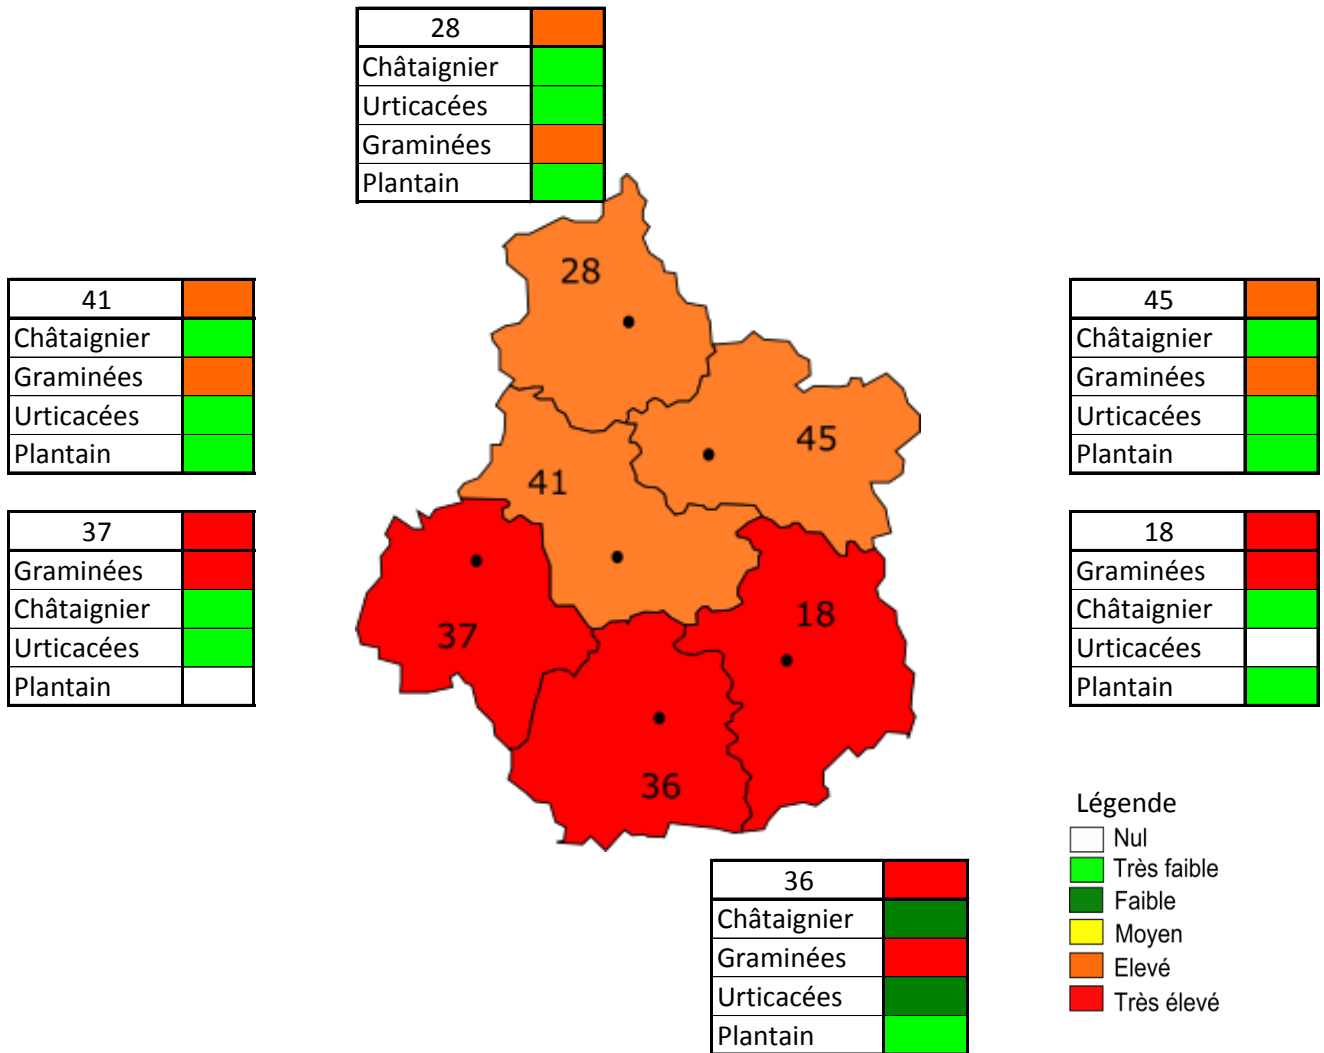 28
Châtaignier
Urticacées
Graminées
Plantain
41
Châtaignier
Graminées
Urticacées
Plantain
45
Châtaignier
Graminées
Urticacées
Plantain
28
45
41
37
18
36
37
Graminées
Châtaignier
Urticacées
Plantain
18
Graminées
Châtaignier
Urticacées
Plantain
36
Châtaignier
Graminées
Urticacées
Plantain
Légende
Nul
Très faible
Faible
Moyen
Elevé
Très élevé